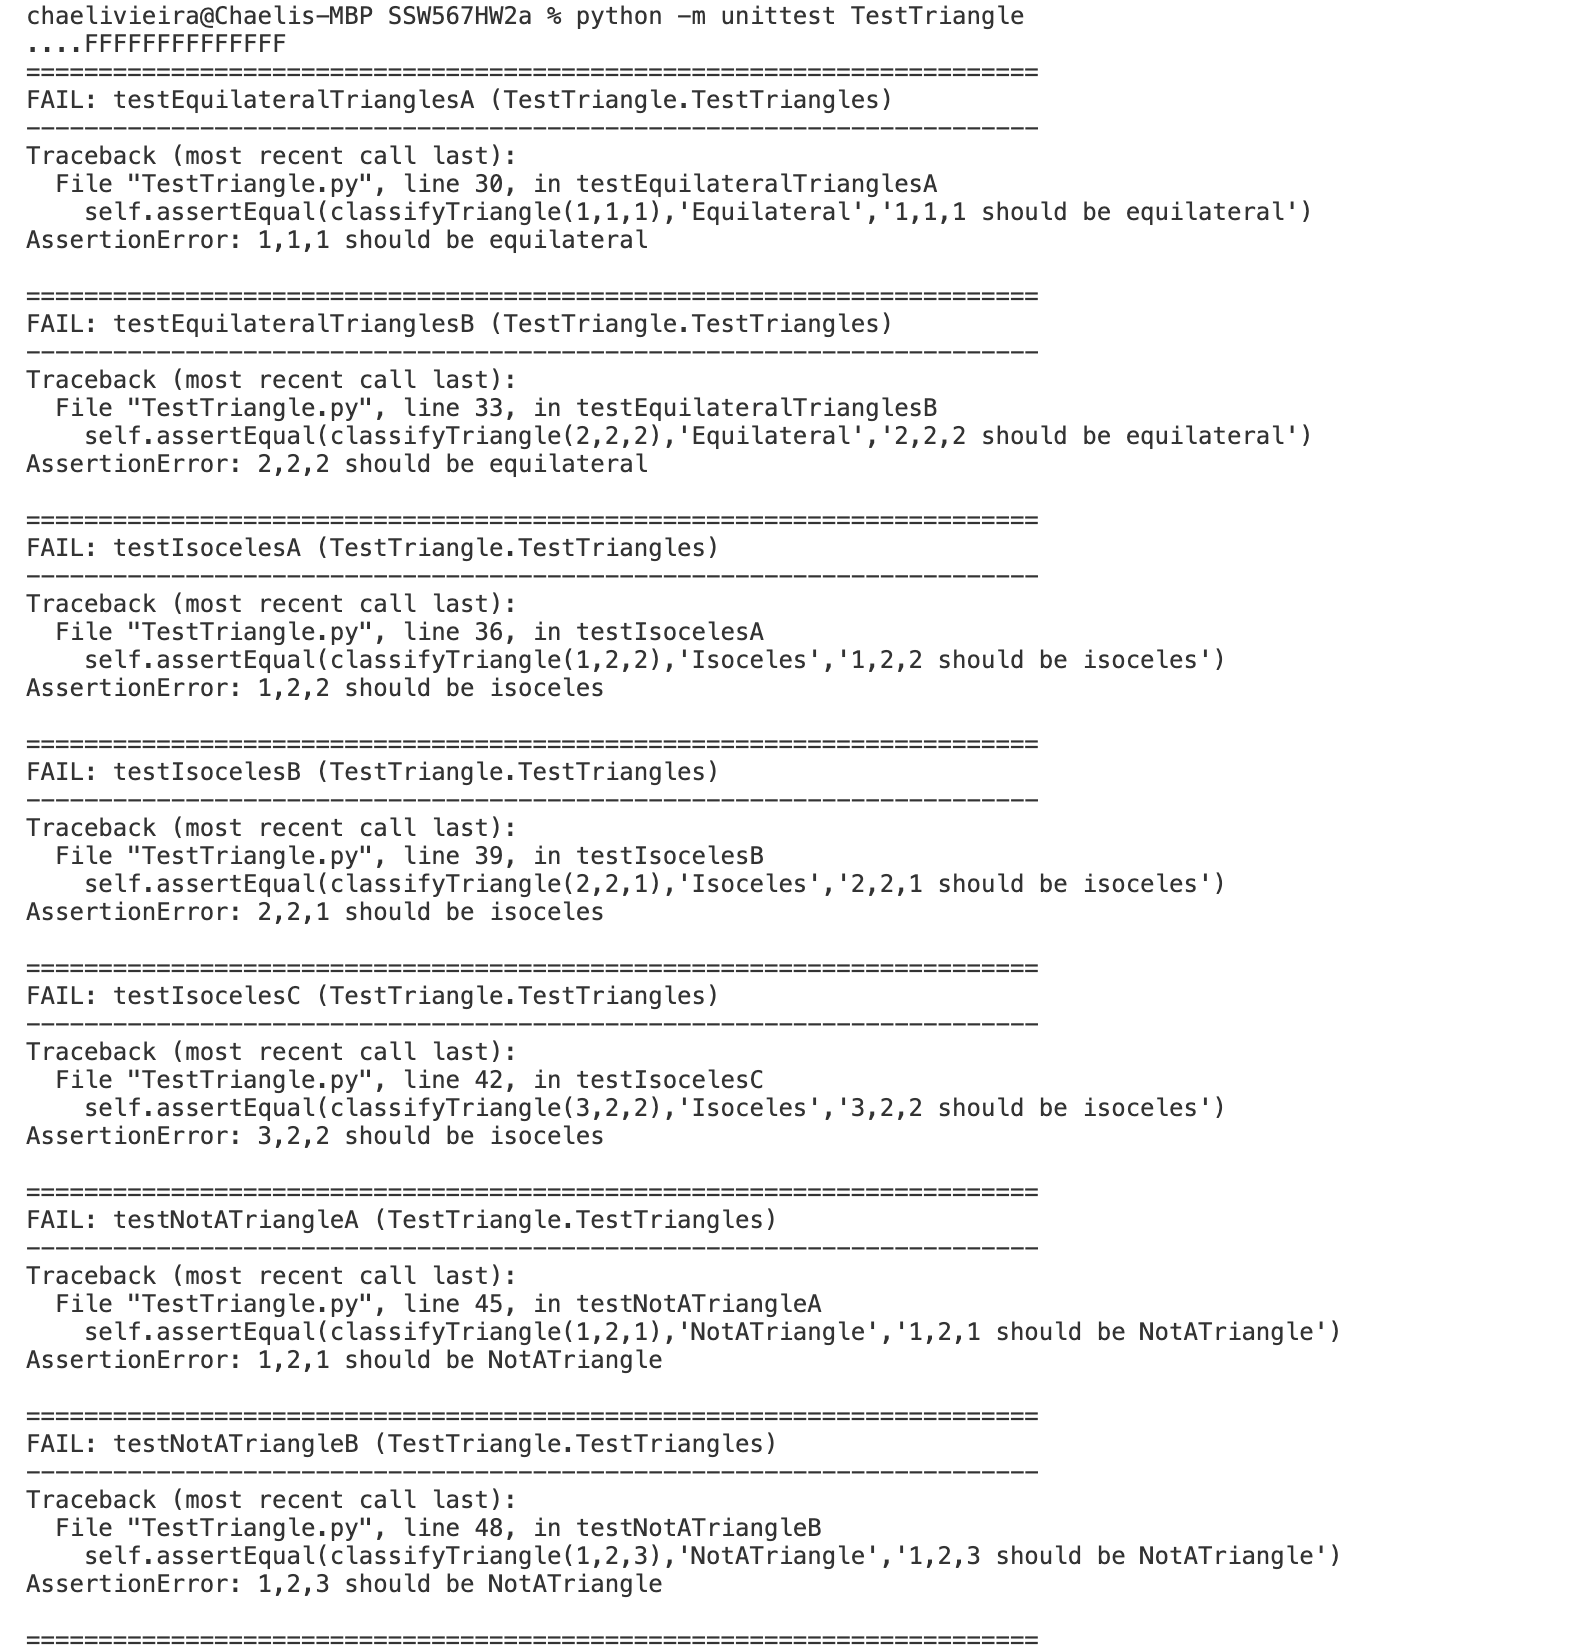 chaelivieira@Chaelis-MBP SSW567HW2a % python -m unittest TestTriangle
....FFFFFFFFFFFFFF
======================================================================
FAIL: testEquilateralTrianglesA (TestTriangle.TestTriangles)
----------------------------------------------------------------------
Traceback (most recent call last):
  File "TestTriangle.py", line 30, in testEquilateralTrianglesA
    self.assertEqual(classifyTriangle(1,1,1),'Equilateral','1,1,1 should be equilateral')
AssertionError: 1,1,1 should be equilateral

======================================================================
FAIL: testEquilateralTrianglesB (TestTriangle.TestTriangles)
----------------------------------------------------------------------
Traceback (most recent call last):
  File "TestTriangle.py", line 33, in testEquilateralTrianglesB
    self.assertEqual(classifyTriangle(2,2,2),'Equilateral','2,2,2 should be equilateral')
AssertionError: 2,2,2 should be equilateral

======================================================================
FAIL: testIsocelesA (TestTriangle.TestTriangles)
----------------------------------------------------------------------
Traceback (most recent call last):
  File "TestTriangle.py", line 36, in testIsocelesA
    self.assertEqual(classifyTriangle(1,2,2),'Isoceles','1,2,2 should be isoceles')
AssertionError: 1,2,2 should be isoceles

======================================================================
FAIL: testIsocelesB (TestTriangle.TestTriangles)
----------------------------------------------------------------------
Traceback (most recent call last):
  File "TestTriangle.py", line 39, in testIsocelesB
    self.assertEqual(classifyTriangle(2,2,1),'Isoceles','2,2,1 should be isoceles')
AssertionError: 2,2,1 should be isoceles

======================================================================
FAIL: testIsocelesC (TestTriangle.TestTriangles)
----------------------------------------------------------------------
Traceback (most recent call last):
  File "TestTriangle.py", line 42, in testIsocelesC
    self.assertEqual(classifyTriangle(3,2,2),'Isoceles','3,2,2 should be isoceles')
AssertionError: 3,2,2 should be isoceles

======================================================================
FAIL: testNotATriangleA (TestTriangle.TestTriangles)
----------------------------------------------------------------------
Traceback (most recent call last):
  File "TestTriangle.py", line 45, in testNotATriangleA
    self.assertEqual(classifyTriangle(1,2,1),'NotATriangle','1,2,1 should be NotATriangle')
AssertionError: 1,2,1 should be NotATriangle

======================================================================
FAIL: testNotATriangleB (TestTriangle.TestTriangles)
----------------------------------------------------------------------
Traceback (most recent call last):
  File "TestTriangle.py", line 48, in testNotATriangleB
    self.assertEqual(classifyTriangle(1,2,3),'NotATriangle','1,2,3 should be NotATriangle')
AssertionError: 1,2,3 should be NotATriangle

======================================================================